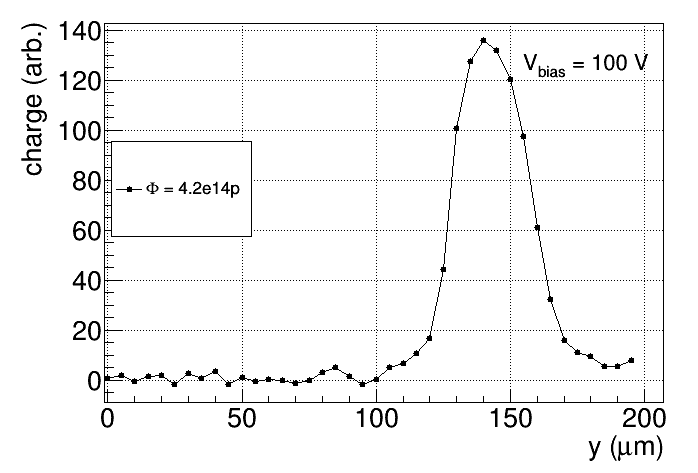 charge (arb.)
140
120
100
80
60
40
20
0
V_bias = 100 V
Φ = 4.2e14p
0 50 100 150 200
y (μm)